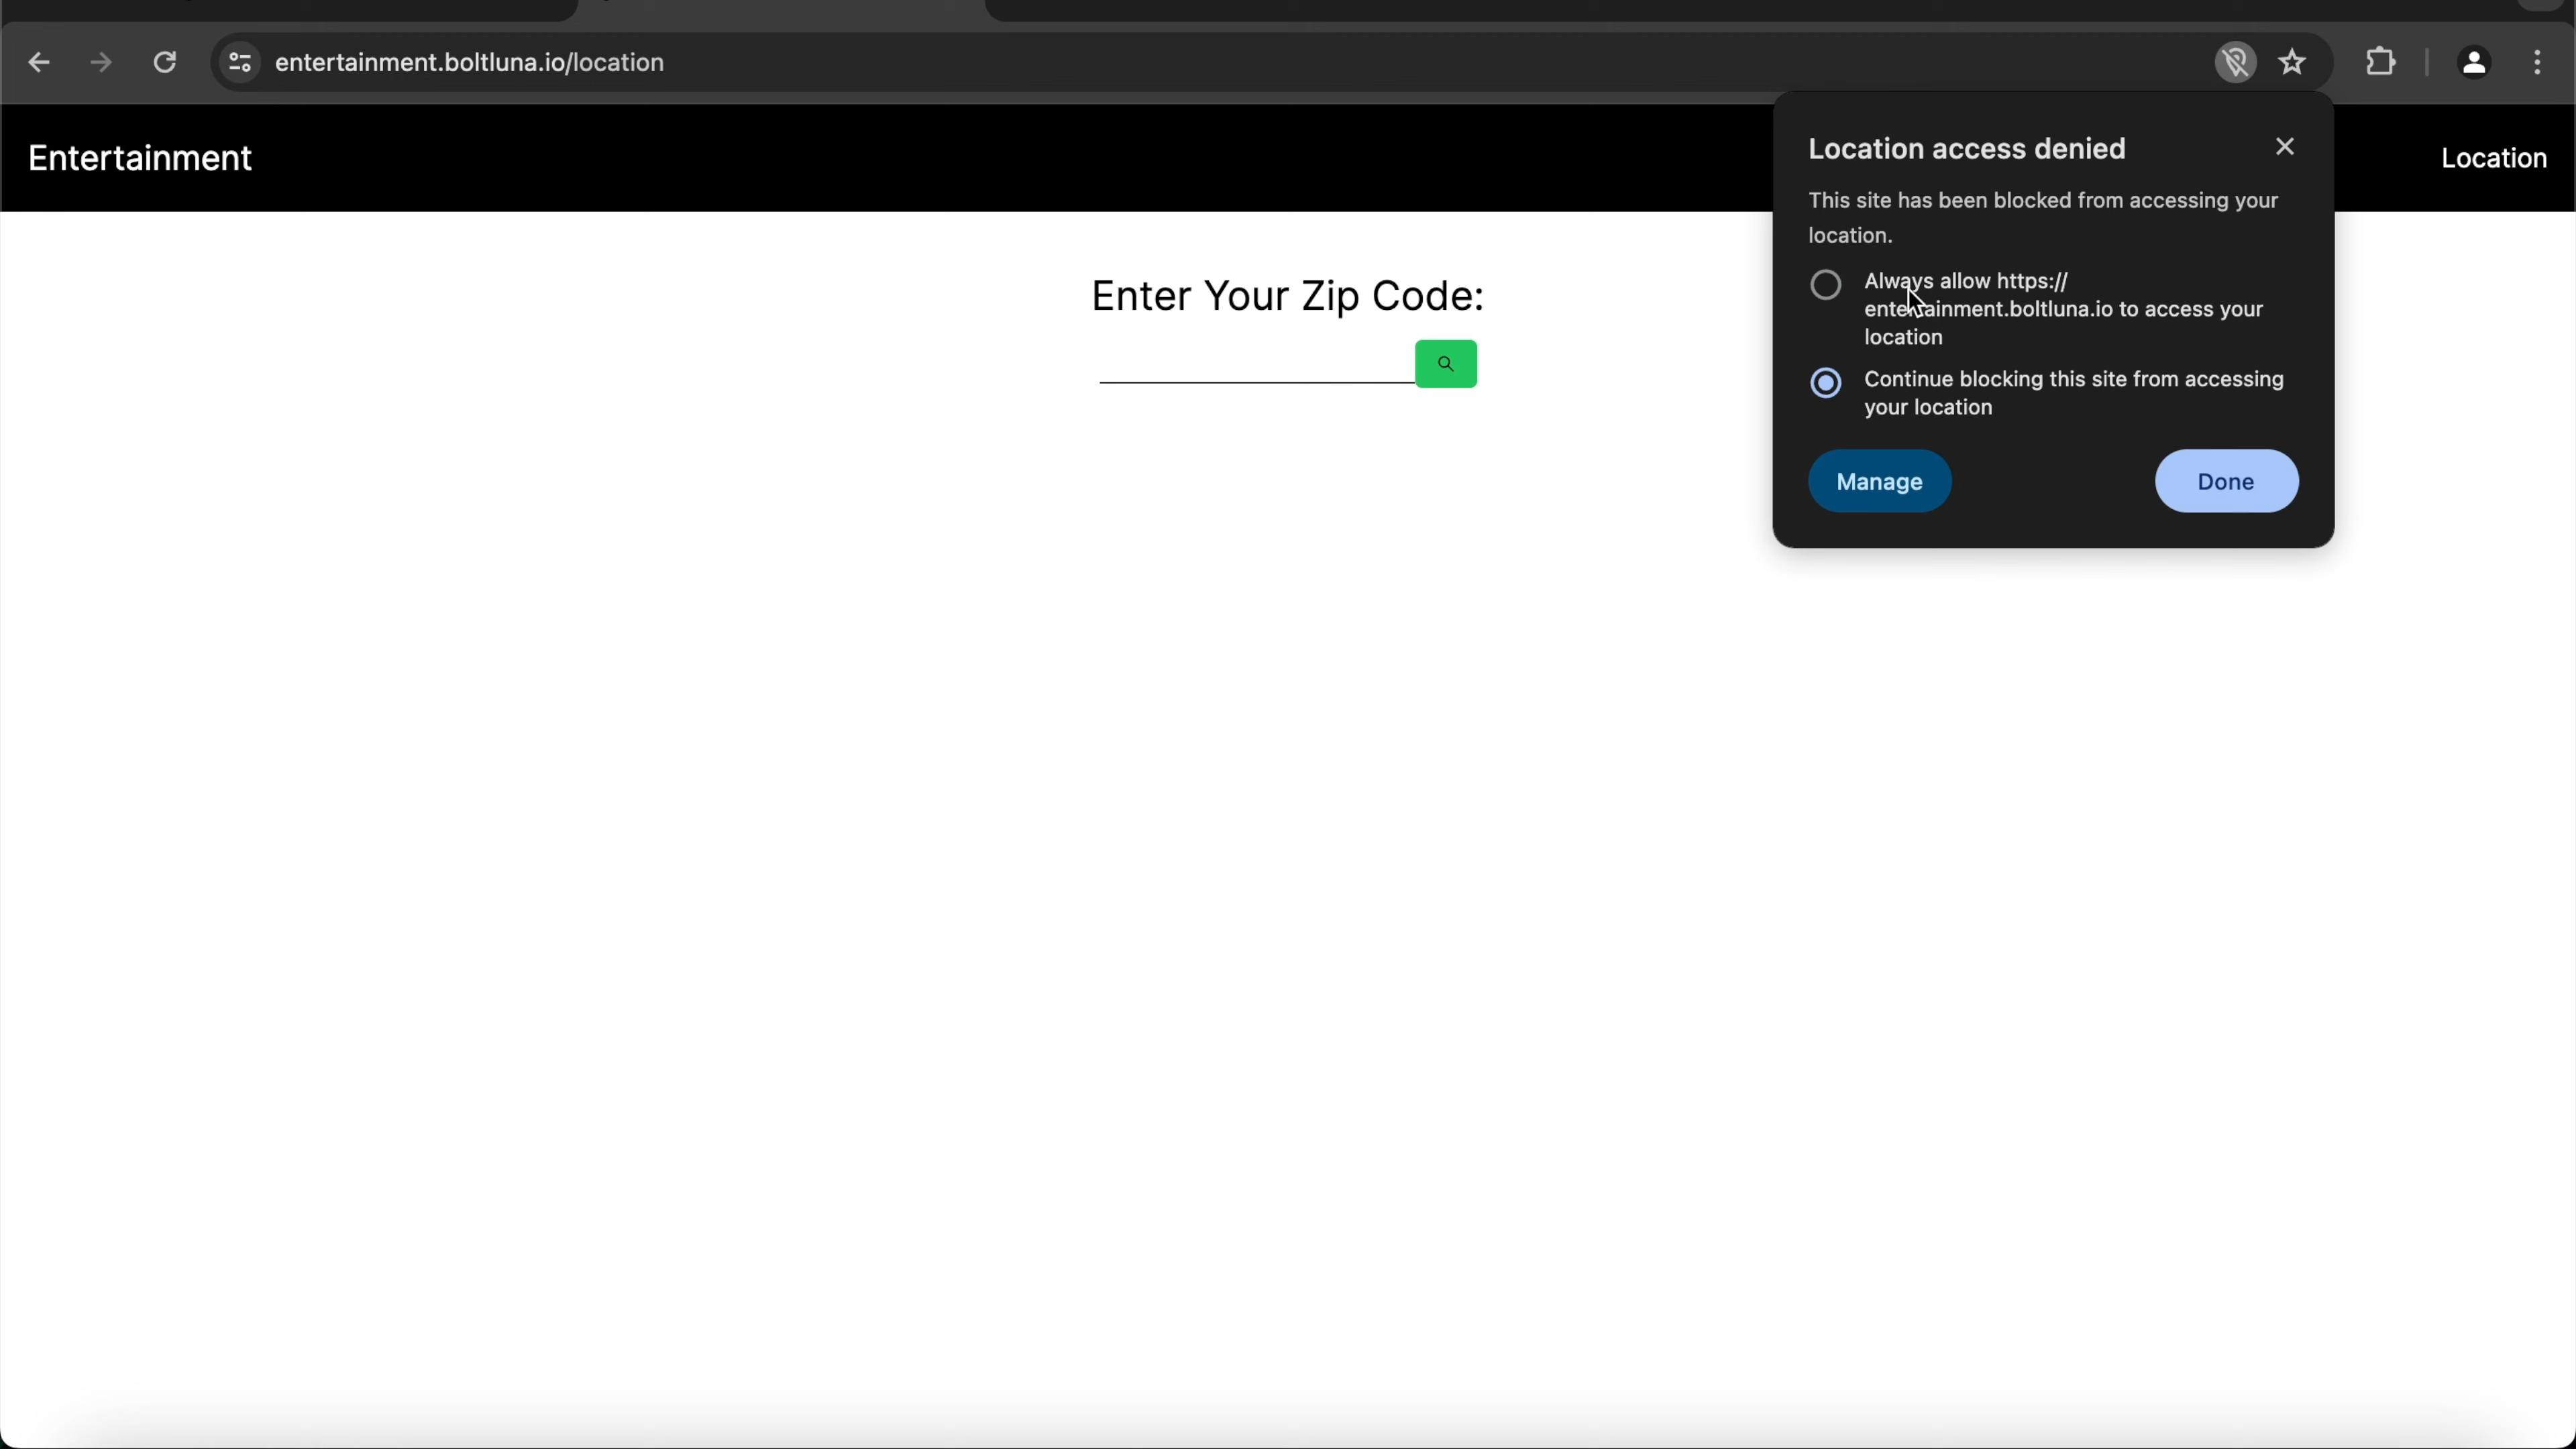 entertainment.boltluna.io/location
Entertainment
Location
Enter Your Zip Code:
Location access denied
This site has been blocked from accessing your
location.
Always allow https://
entertainment.boltluna.io to access your
location
Continue blocking this site from accessing
your location
Manage
Done